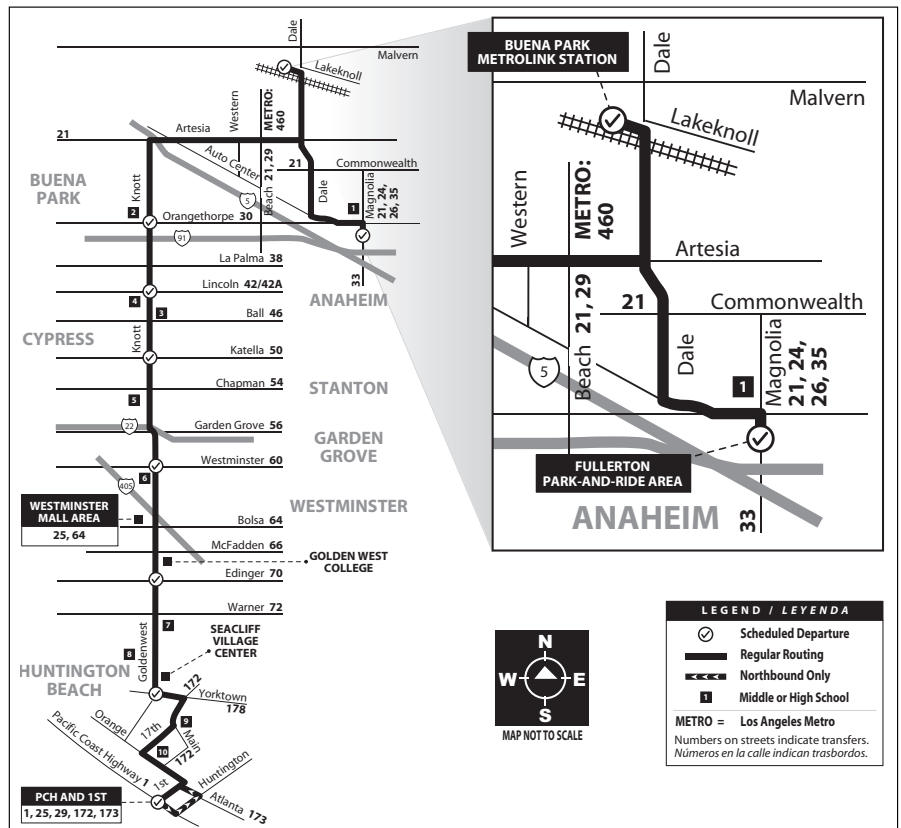 Dale
Malvern
Lakeknoll
Western
METRO:
460
21
Artesia
Auto Center
21, 29
21
Commonwealth
BUENA
PARK
Knott
5
Beach
Dale
1
Magnolia
21, 24,
26, 35
2
Orangethorpe 30
91
33
La Palma 38
Lincoln 42/42A
ANAHEIM
4
3
Ball 46
CYPRESS
Knott
Katella 50
Chapman 54
STANTON
5
22
Garden Grove 56
GARDEN
GROVE
Westminster 60
6
405
WESTMINSTER
MALL AREA
25, 64
WESTMINSTER
Bolsa 64
McFadden 66
GOLDEN WEST
COLLEGE
Edinger 70
Warner 72
7
SEACLIFF
VILLAGE
CENTER
8
Goldenwest
HUNTINGTON
BEACH
172
Yorktown
178
Orange
17th
9
Main
172
10
Pacific Coast Highway 1
1st
Huntington
Atlanta 173
PCH AND 1ST
1, 25, 29, 172, 173
BUENA PARK
METROLINK STATION
Dale
Malvern
Lakeknoll
Western
METRO:
460
Artesia
21, 29
21
Commonwealth
Beach
5
Dale
1
Magnolia
21, 24,
26, 35
FULLERTON
PARK-AND-RIDE AREA
ANAHEIM
33
N
W
E
S
MAP NOT TO SCALE
LEGEND / LEYENDA
Scheduled Departure
Regular Routing
Northbound Only
1 Middle or High School
METRO = Los Angeles Metro
Numbers on streets indicate transfers.
Números en la calle indican trasbordos.